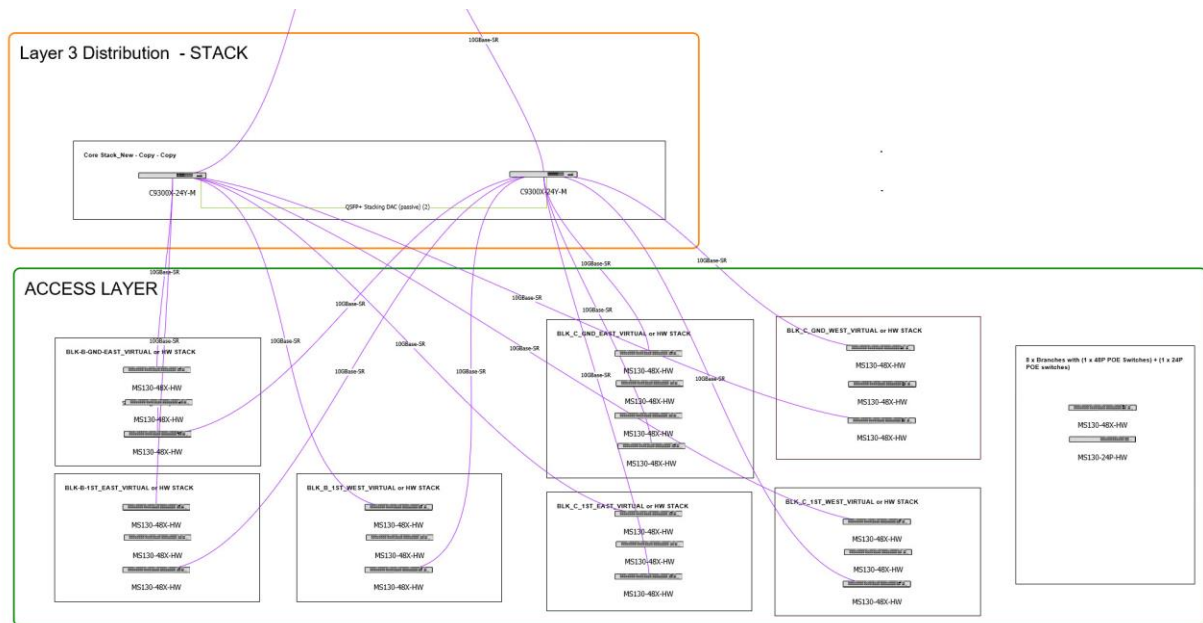 10GBase-SR
Layer 3 Distribution - STACK
Core Stack_New - Copy - Copy
C9300X-24Y-M
C9300X-24Y-M
QSFP+ Stacking DAC (passive) (2)
10GBase-SR
10GBase-SR
10GBase-SR
ACCESS LAYER
10GBase-SR
10GBase-SR
10GBase-SR
10GBase-SR
10GBase-SR
10GBase-SR
10GBase-SR
10GBase-SR
10GBase-SR
10GBase-SR
10GBase-SR
BLK-B-GND-EAST_VIRTUAL or HW STACK
MS130-48X-HW
MS130-48X-HW
MS130-48X-HW
BLK_C_GND_EAST_VIRTUAL or HW STACK
MS130-48X-HW
MS130-48X-HW
MS130-48X-HW
MS130-48X-HW
BLK_C_GND_WEST_VIRTUAL or HW STACK
MS130-48X-HW
MS130-48X-HW
MS130-48X-HW
8 x Branches with (1 x 48P POE Switches) + (1 x 24P
POE switches)
MS130-48X-HW
MS130-24P-HW
BLK-B-1ST_EAST_VIRTUAL or HW STACK
MS130-48X-HW
MS130-48X-HW
MS130-48X-HW
BLK_B_1ST_WEST_VIRTUAL or HW STACK
MS130-48X-HW
MS130-48X-HW
MS130-48X-HW
BLK_C_1ST_EAST_VIRTUAL or HW STACK
MS130-48X-HW
MS130-48X-HW
MS130-48X-HW
BLK_C_1ST_WEST_VIRTUAL or HW STACK
MS130-48X-HW
MS130-48X-HW
MS130-48X-HW